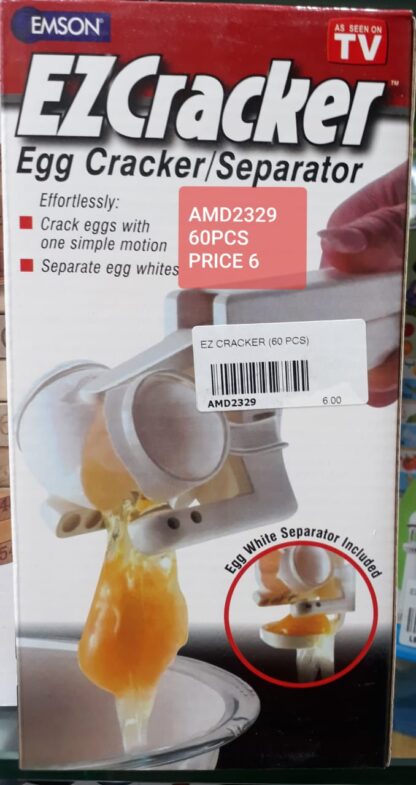 EMSON®
AS SEEN ON
TV
EZCracker™
Egg Cracker/Separator
Effortlessly:
Crack eggs with
one simple motion
Separate egg whites
AMD2329
60PCS
PRICE 6
EZ CRACKER (60 PCS)
AMD2329 6.00
Egg White Separator Included